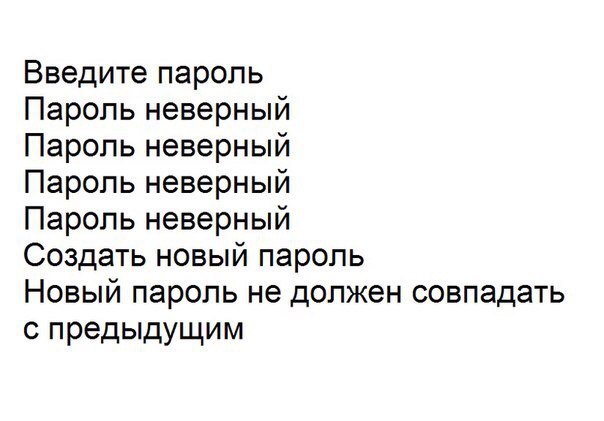 Введите пароль
Пароль неверный
Пароль неверный
Пароль неверный
Пароль неверный
Создать новый пароль
Новый пароль не должен совпадать
с предыдущим